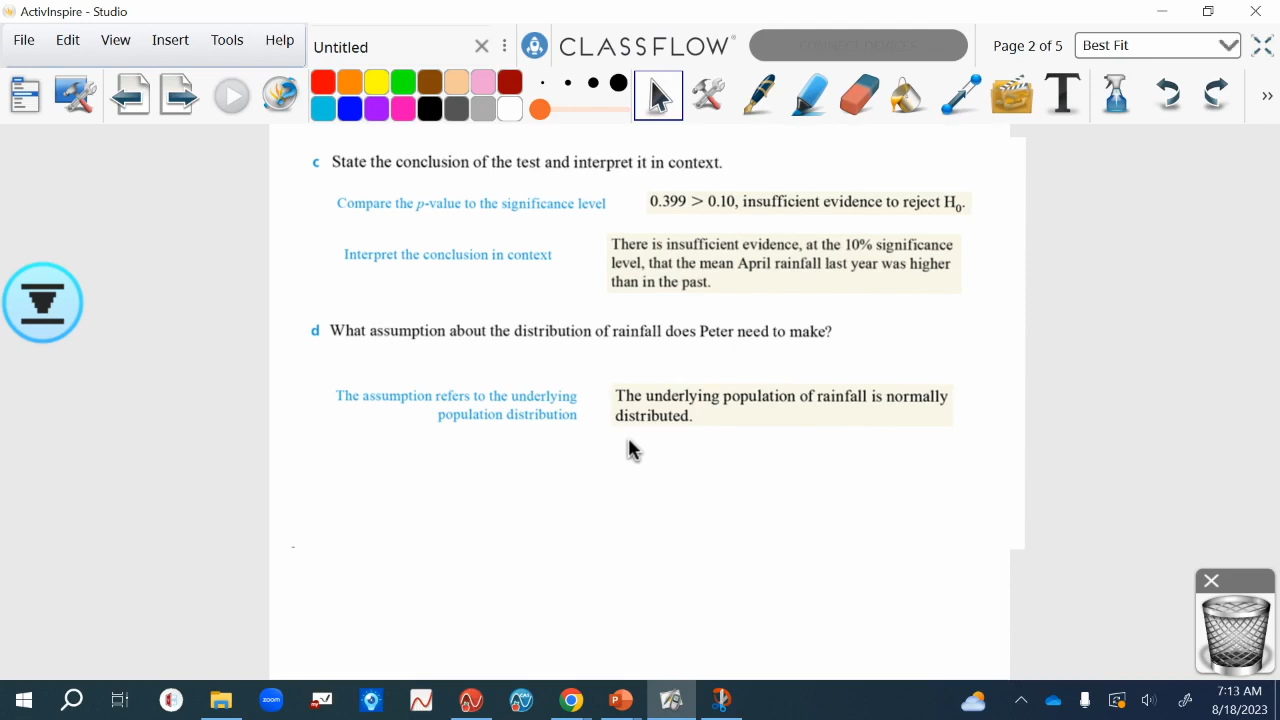 ActivInspire - Studio
File Edit View Insert Tools Help
Untitled
CLASSFLOW
Page 2 of 5
Best Fit
c State the conclusion of the test and interpret it in context.
Compare the p-value to the significance level
0.399 > 0.10, insufficient evidence to reject H₀.
Interpret the conclusion in context
There is insufficient evidence, at the 10% significance
level, that the mean April rainfall last year was higher
than in the past.
d What assumption about the distribution of rainfall does Peter need to make?
The assumption refers to the underlying
population distribution
The underlying population of rainfall is normally
distributed.
zoom
7:13 AM
8/18/2023